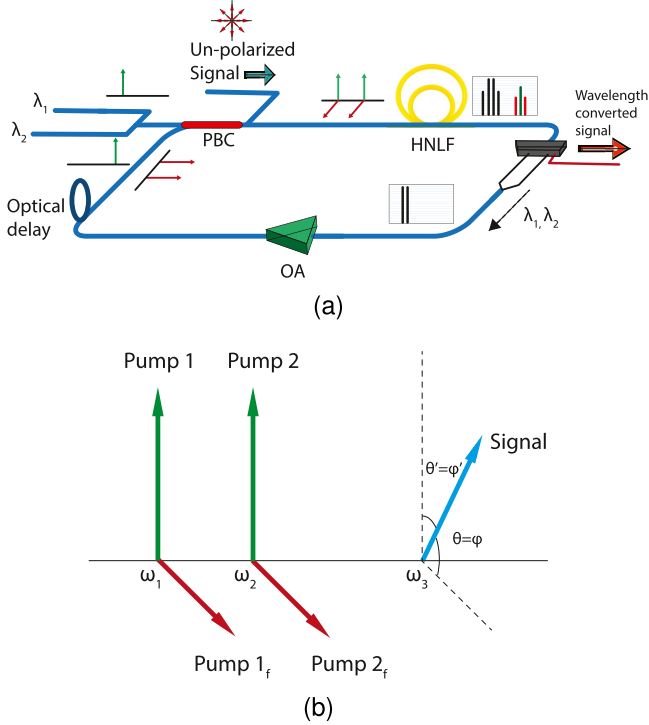 Un-polarized
Signal
λ1
λ2
PBC
HNLF
Wavelength
converted
signal
Optical
delay
λ1, λ2
OA
(a)
Pump 1
Pump 2
Signal
θ'=φ'
θ=φ
ω1
ω2
ω3
Pump 1f
Pump 2f
(b)